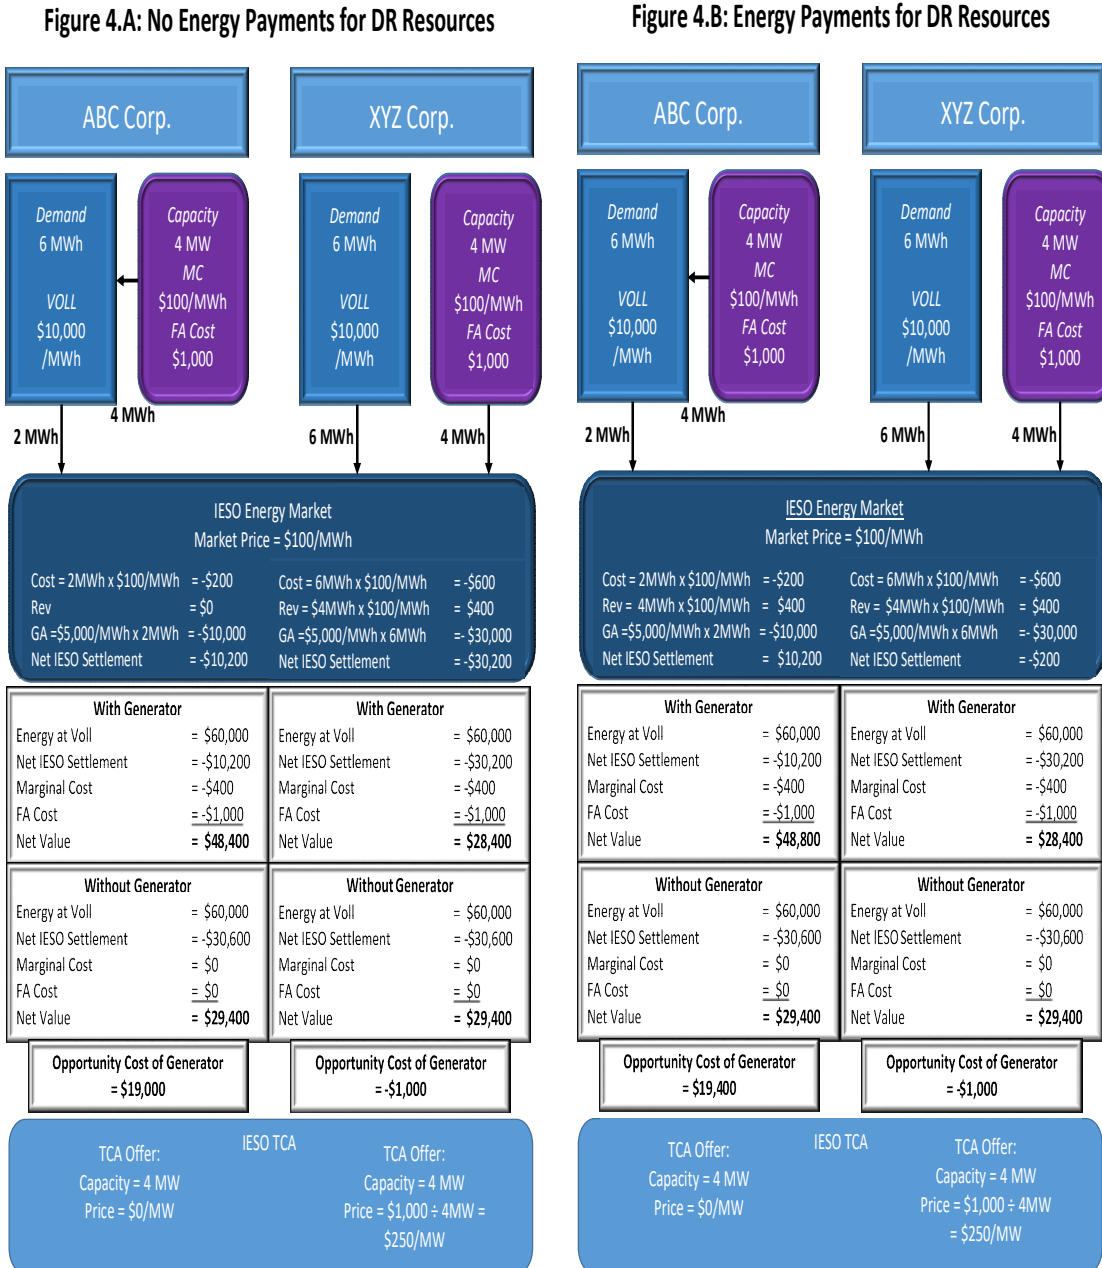 Figure 4.A: No Energy Payments for DR Resources
ABC Corp.
XYZ Corp.
Demand
6 MWh
VOLL
$10,000
/MWh
Capacity
4 MW
MC
$100/MWh
FA Cost
$1,000
Demand
6 MWh
VOLL
$10,000
/MWh
Capacity
4 MW
MC
$100/MWh
FA Cost
$1,000
4 MWh
2 MWh
6 MWh
4 MWh
IESO Energy Market
Market Price = $100/MWh
Cost = 2MWh x $100/MWh = -$200
Rev = $0
GA =$5,000/MWh x 2MWh = -$10,000
Net IESO Settlement = -$10,200
Cost = 6MWh x $100/MWh = -$600
Rev = $4MWh x $100/MWh = $400
GA =$5,000/MWh x 6MWh =- $30,000
Net IESO Settlement = -$30,200
With Generator
Energy at Voll = $60,000
Net IESO Settlement = -$10,200
Marginal Cost = -$400
FA Cost = -$1,000
Net Value = $48,400
With Generator
Energy at Voll = $60,000
Net IESO Settlement = -$30,200
Marginal Cost = -$400
FA Cost = -$1,000
Net Value = $28,400
Without Generator
Energy at Voll = $60,000
Net IESO Settlement = -$30,600
Marginal Cost = $0
FA Cost = $0
Net Value = $29,400
Without Generator
Energy at Voll = $60,000
Net IESO Settlement = -$30,600
Marginal Cost = $0
FA Cost = $0
Net Value = $29,400
Opportunity Cost of Generator
= $19,000
Opportunity Cost of Generator
= -$1,000
IESO TCA
TCA Offer:
Capacity = 4 MW
Price = $0/MW
TCA Offer:
Capacity = 4 MW
Price = $1,000 ÷ 4MW =
$250/MW
Figure 4.B: Energy Payments for DR Resources
ABC Corp.
XYZ Corp.
Demand
6 MWh
VOLL
$10,000
/MWh
Capacity
4 MW
MC
$100/MWh
FA Cost
$1,000
Demand
6 MWh
VOLL
$10,000
/MWh
Capacity
4 MW
MC
$100/MWh
FA Cost
$1,000
4 MWh
2 MWh
6 MWh
4 MWh
IESO Energy Market
Market Price = $100/MWh
Cost = 2MWh x $100/MWh = -$200
Rev = 4MWh x $100/MWh = $400
GA =$5,000/MWh x 2MWh = -$10,000
Net IESO Settlement = $10,200
Cost = 6MWh x $100/MWh = -$600
Rev = $4MWh x $100/MWh = $400
GA =$5,000/MWh x 6MWh =- $30,000
Net IESO Settlement = -$200
With Generator
Energy at Voll = $60,000
Net IESO Settlement = -$10,200
Marginal Cost = -$400
FA Cost = -$1,000
Net Value = $48,800
With Generator
Energy at Voll = $60,000
Net IESO Settlement = -$30,200
Marginal Cost = -$400
FA Cost = -$1,000
Net Value = $28,400
Without Generator
Energy at Voll = $60,000
Net IESO Settlement = -$30,600
Marginal Cost = $0
FA Cost = $0
Net Value = $29,400
Without Generator
Energy at Voll = $60,000
Net IESO Settlement = -$30,600
Marginal Cost = $0
FA Cost = $0
Net Value = $29,400
Opportunity Cost of Generator
= $19,400
Opportunity Cost of Generator
= -$1,000
IESO TCA
TCA Offer:
Capacity = 4 MW
Price = $0/MW
TCA Offer:
Capacity = 4 MW
Price = $1,000 ÷ 4MW
= $250/MW